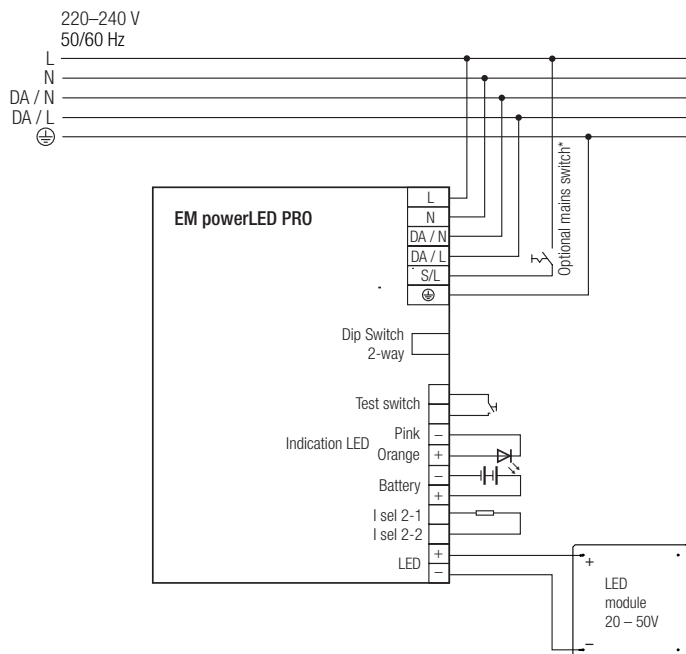 220–240 V
50/60 Hz
L
N
DA / N
DA / L
Optional mains switch*
EM powerLED PRO
L
N
DA / N
DA / L
S/L
Dip Switch
2-way
Test switch
Indication LED
Pink –
Orange +
Battery
–
+
I sel 2-1
I sel 2-2
LED
+
–
+
LED
module
20 – 50V
–